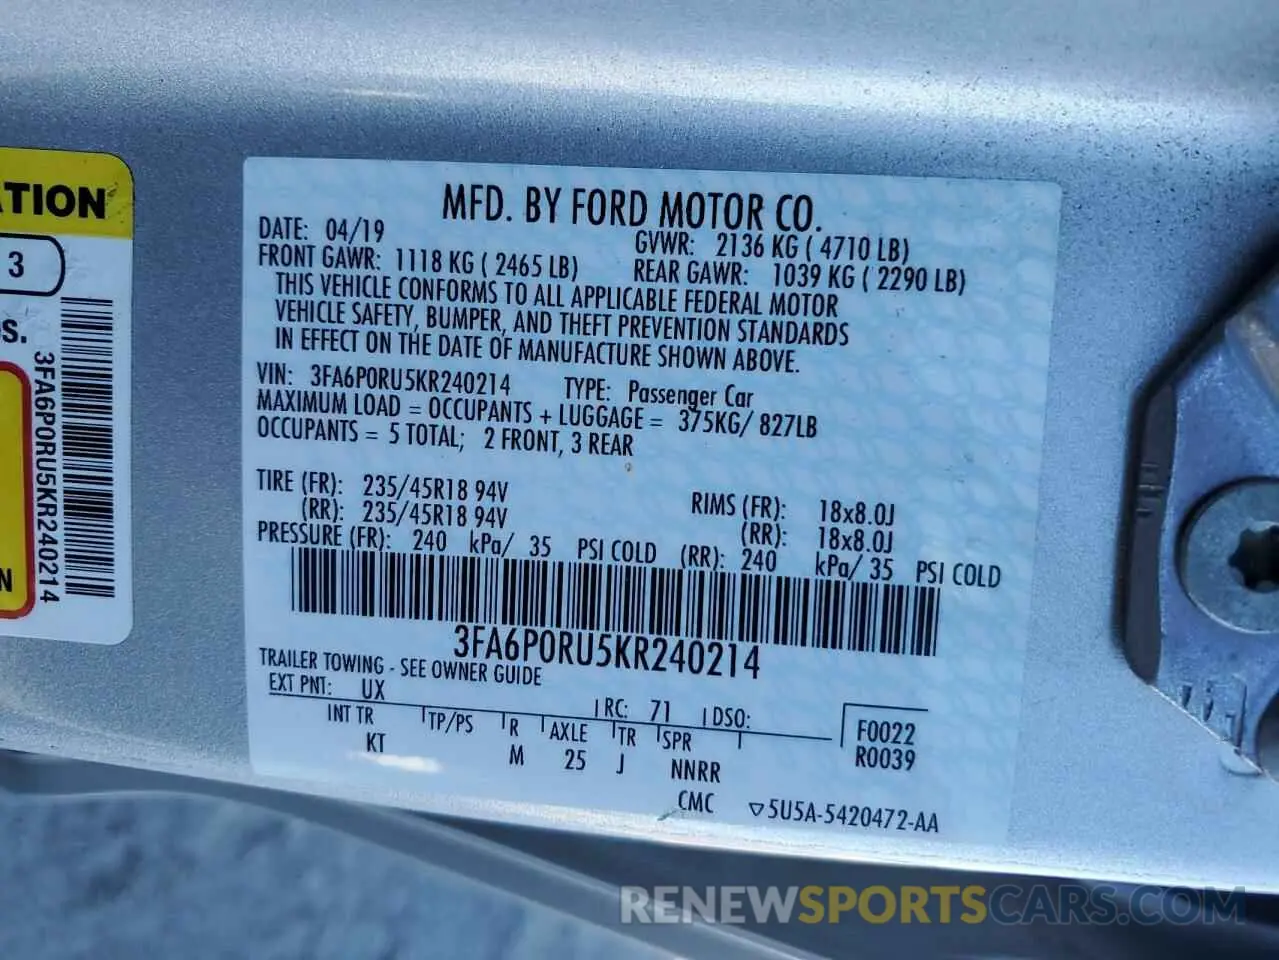 ATION
3
S.
3FA6P0RU5KR240214
N
MFD. BY FORD MOTOR CO.
DATE: 04/19
GVWR: 2136 KG ( 4710 LB)
FRONT GAWR: 1118 KG ( 2465 LB)
REAR GAWR: 1039 KG ( 2290 LB)
THIS VEHICLE CONFORMS TO ALL APPLICABLE FEDERAL MOTOR
VEHICLE SAFETY, BUMPER, AND THEFT PREVENTION STANDARDS
IN EFFECT ON THE DATE OF MANUFACTURE SHOWN ABOVE.
VIN: 3FA6P0RU5KR240214 TYPE: Passenger Car
MAXIMUM LOAD = OCCUPANTS + LUGGAGE = 375KG/ 827LB
OCCUPANTS = 5 TOTAL; 2 FRONT, 3 REAR
TIRE (FR): 235/45R18 94V RIMS (FR): 18x8.0J
(RR): 235/45R18 94V (RR): 18x8.0J
PRESSURE (FR): 240 kPa/ 35 PSI COLD (RR): 240 kPa/ 35 PSI COLD
3FA6P0RU5KR240214
TRAILER TOWING - SEE OWNER GUIDE
EXT PNT: UX RC: 71 DSO:
INT TR TP/PS R AXLE TR SPR
KT M 25 J NNRR
F0022
R0039
CMC ▽5U5A-5420472-AA
RENEWSPORTSCARS.COM